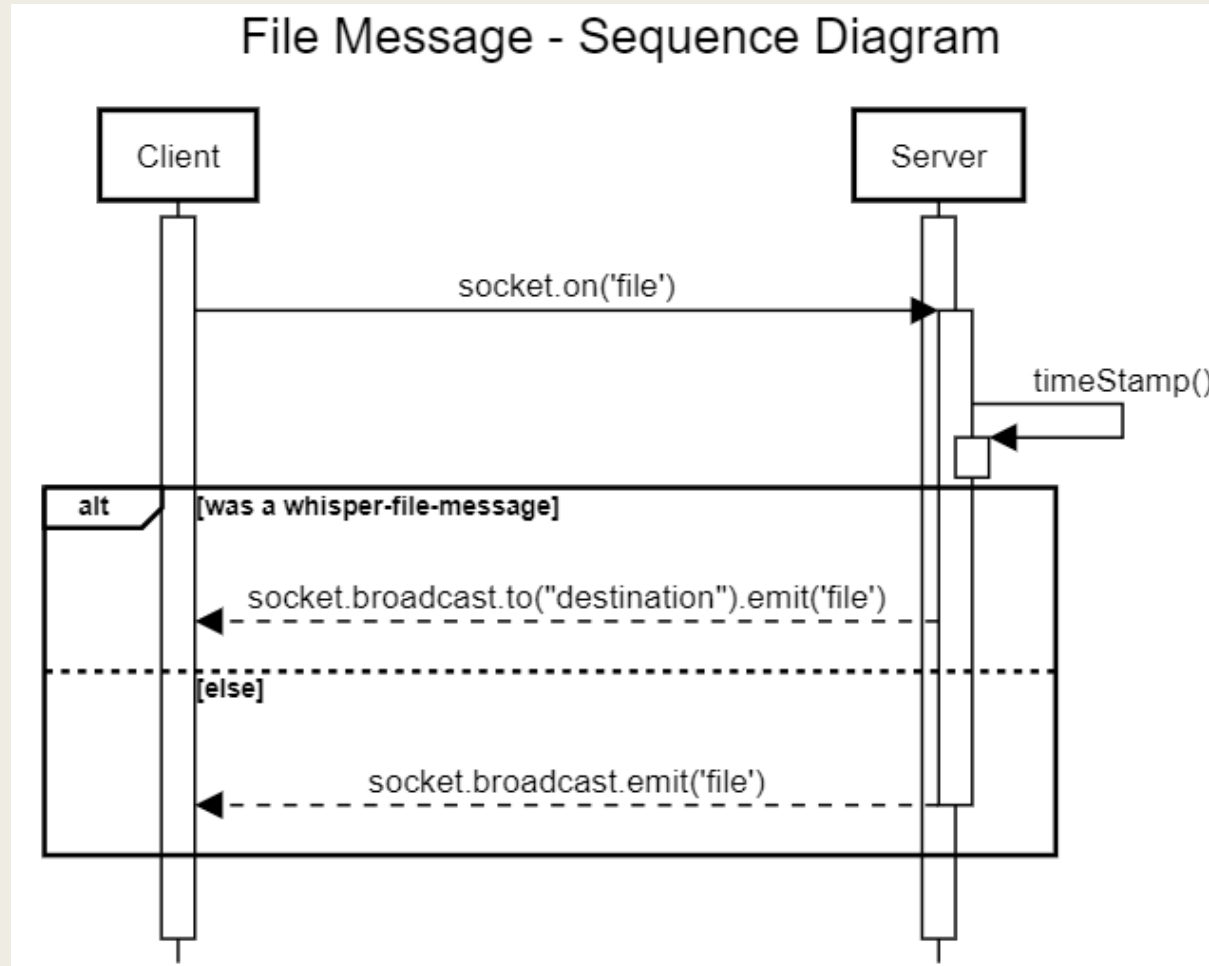 File Message - Sequence Diagram
Client
Server
socket.on('file')
timeStamp()
alt
[was a whisper-file-message]
socket.broadcast.to("destination").emit('file')
[else]
socket.broadcast.emit('file')